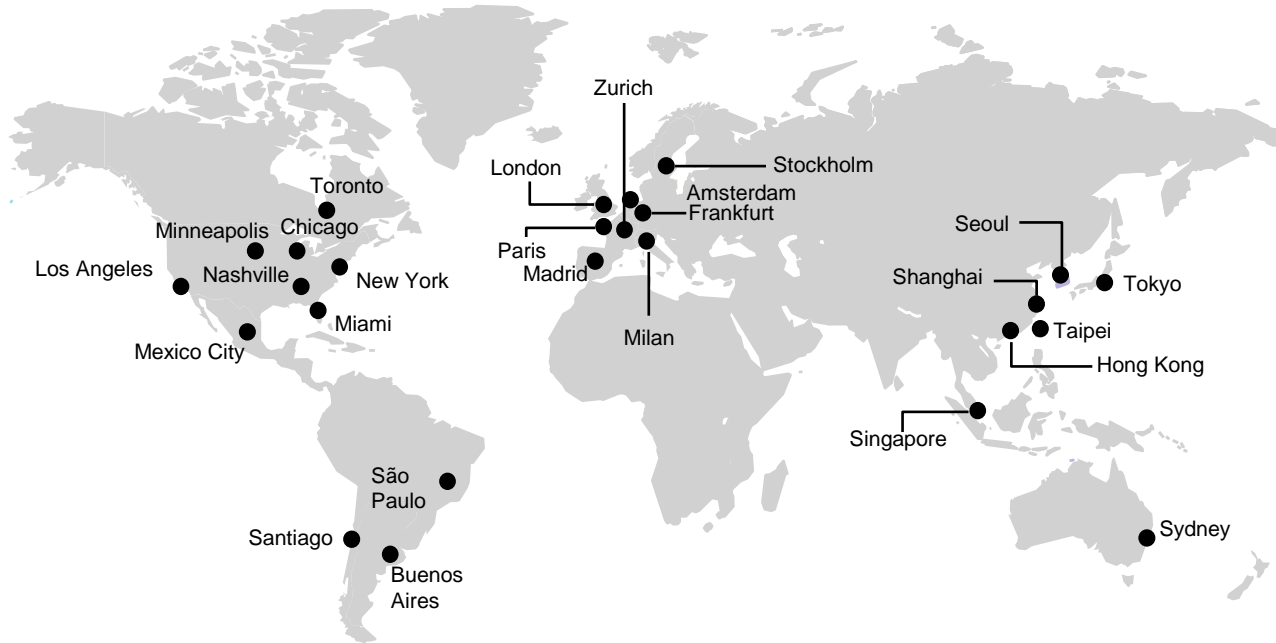 Zurich
London
Stockholm
Toronto
Amsterdam
Frankfurt
Minneapolis
Chicago
Seoul
Paris
Los Angeles
Nashville
New York
Madrid
Shanghai
Tokyo
Miami
Milan
Taipei
Mexico City
Hong Kong
Singapore
São
Paulo
Santiago
Sydney
Buenos
Aires